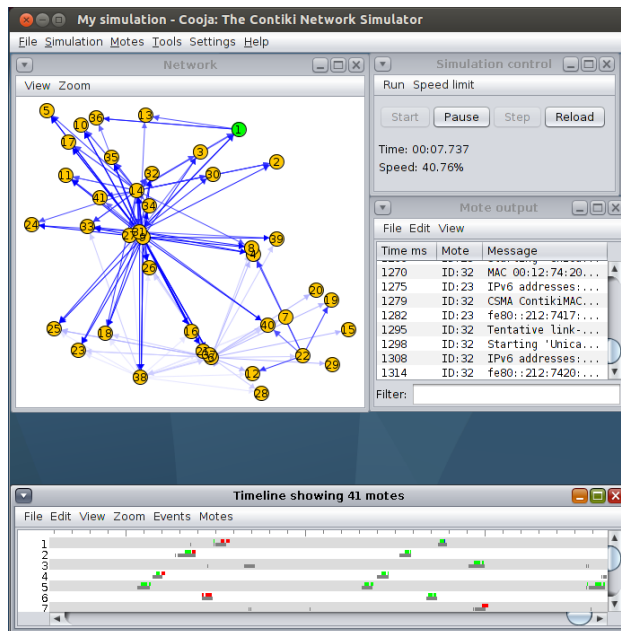 My simulation - Cooja: The Contiki Network Simulator
File Simulation Motes Tools Settings Help
Network
View Zoom
5
36
13
10
1
17
35
3
2
11
32
30
14
41
34
24
33
31
39
8
26
20
19
7
25
18
16
40
15
23
22
29
38
12
28
Simulation control
Run Speed limit
Start Pause Step Reload
Time: 00:07.737
Speed: 40.76%
Mote output
File Edit View
Time ms Mote Message
1270 ID:32 MAC 00:12:74:20...
1275 ID:23 IPv6 addresses:...
1279 ID:32 CSMA ContikiMAC...
1282 ID:23 fe80::212:7417:...
1295 ID:32 Tentative link-...
1298 ID:32 Starting 'Unica...
1308 ID:32 IPv6 addresses:...
1314 ID:32 fe80::212:7420:...
Filter:
Timeline showing 41 motes
File Edit View Zoom Events Motes
1
2
3
4
5
6
7